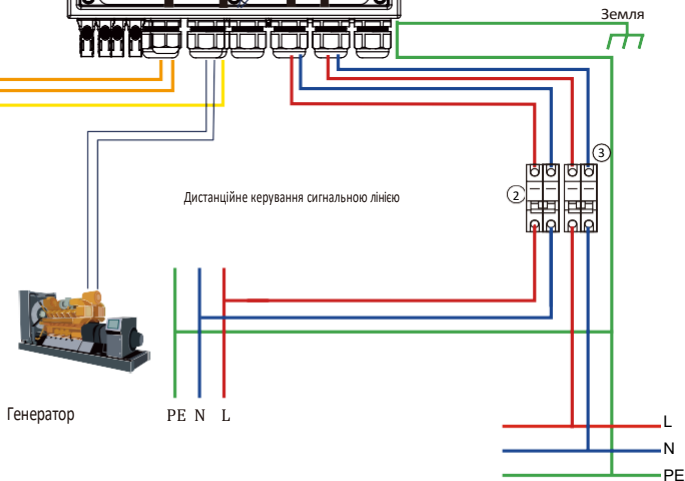 Земля
③
②
Дистанційне керування сигнальною лінією
Генератор
PE N L
L
N
PE